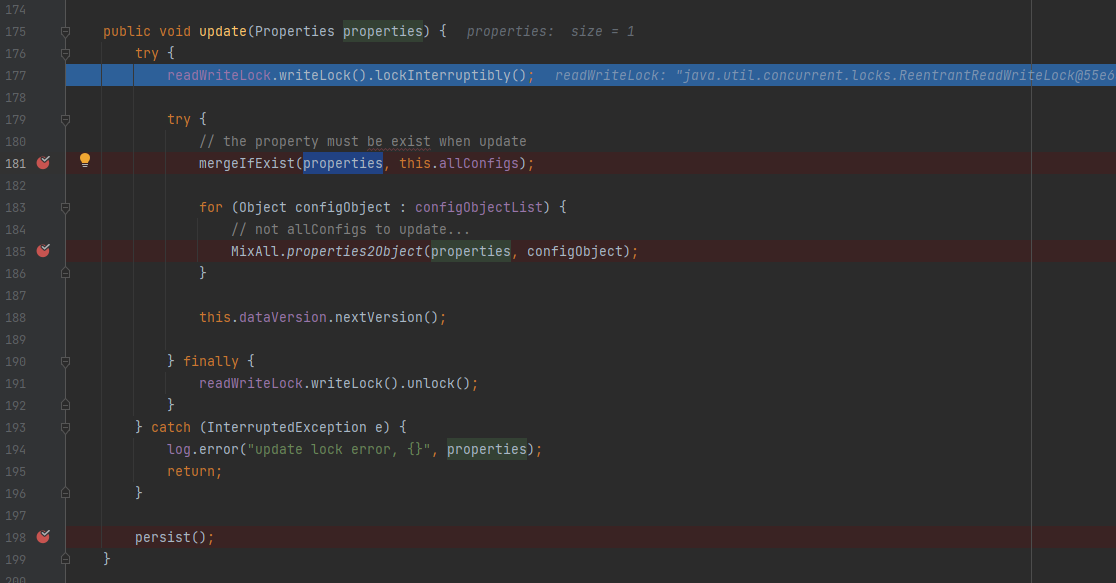 174
175 public void update(Properties properties) { properties: size = 1
176 try {
177 readWriteLock.writeLock().lockInterruptibly(); readWriteLock: "java.util.concurrent.locks.ReentrantReadWriteLock@55e6
178
179 try {
180 // the property must be exist when update
181 mergeIfExist(properties, this.allConfigs);
182
183 for (Object configObject : configObjectList) {
184 // not allConfigs to update...
185 MixAll.properties2Object(properties, configObject);
186 }
187
188 this.dataVersion.nextVersion();
189
190 } finally {
191 readWriteLock.writeLock().unlock();
192 }
193 } catch (InterruptedException e) {
194 log.error("update lock error, {}", properties);
195 return;
196 }
197
198 persist();
199 }
200